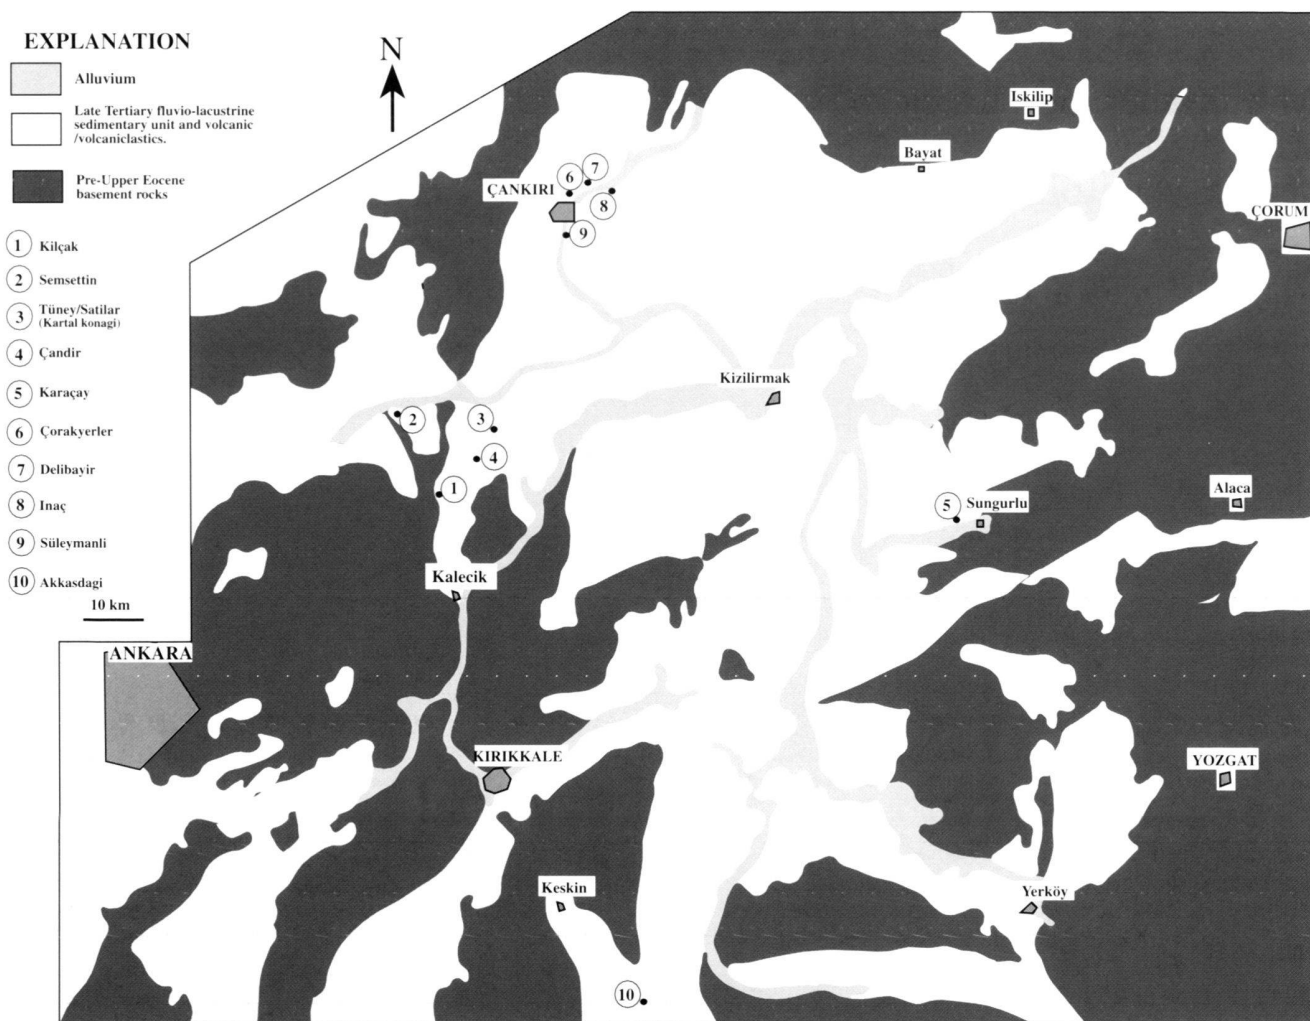 EXPLANATION
Alluvium
Late Tertiary fluvio-lacustrine
sedimentary unit and volcanic
/volcaniclastics.
Pre-Upper Eocene
basement rocks
1 Kilçak
2 Semsettin
3 Tüney/Satilar
(Kartal konagi)
4 Çandir
5 Karaçay
6 Çorakyerler
7 Delibayir
8 Inaç
9 Süleymanli
10 Akkasdagi
10 km
N
Iskilip
Bayat
7
6
ÇANKIRI
8
ÇORUM
9
Kizilirmak
2
3
4
1
Alaca
5
Sungurlu
Kalecik
ANKARA
KIRIKKALE
YOZGAT
Keskin
Yerköy
10